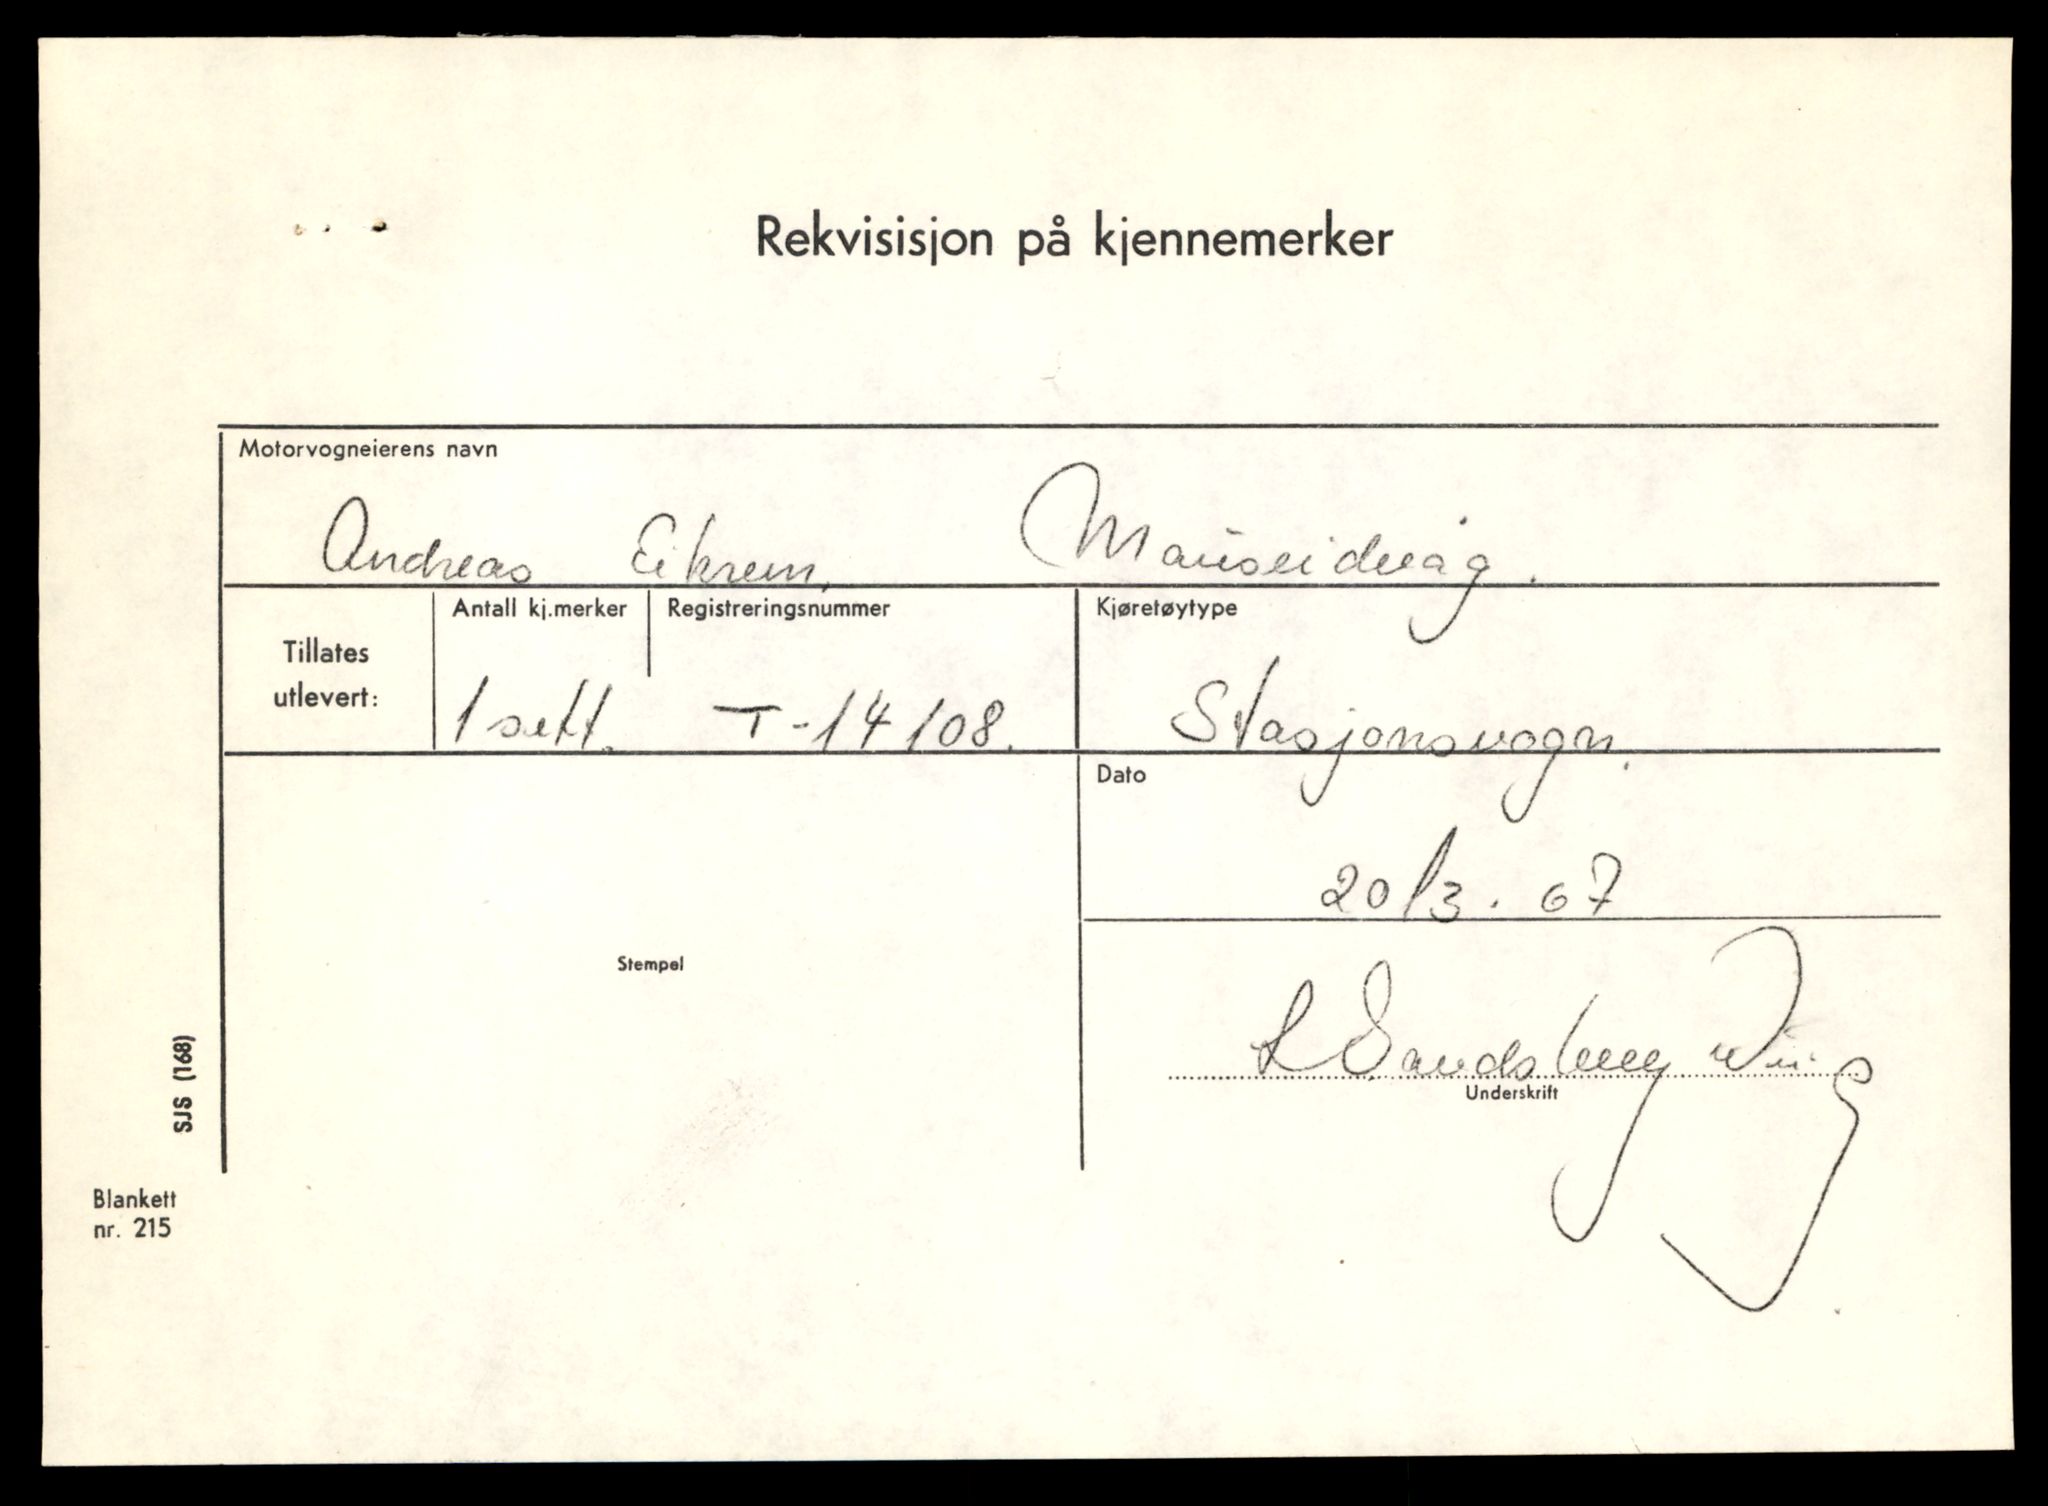 Rekvisisjon på kjennemerker
Motorvogneierens navn
Andreas Eikrem, Mauseidvåg.
Tillates utlevert:
Antall kj.merker
1 sett.
Registreringsnummer
T-14108.
Kjøretøytype
Stasjonsvogn.
Dato
20/3. 67
Stempel
Underskrift
SJS (168)
Blankett
nr. 215